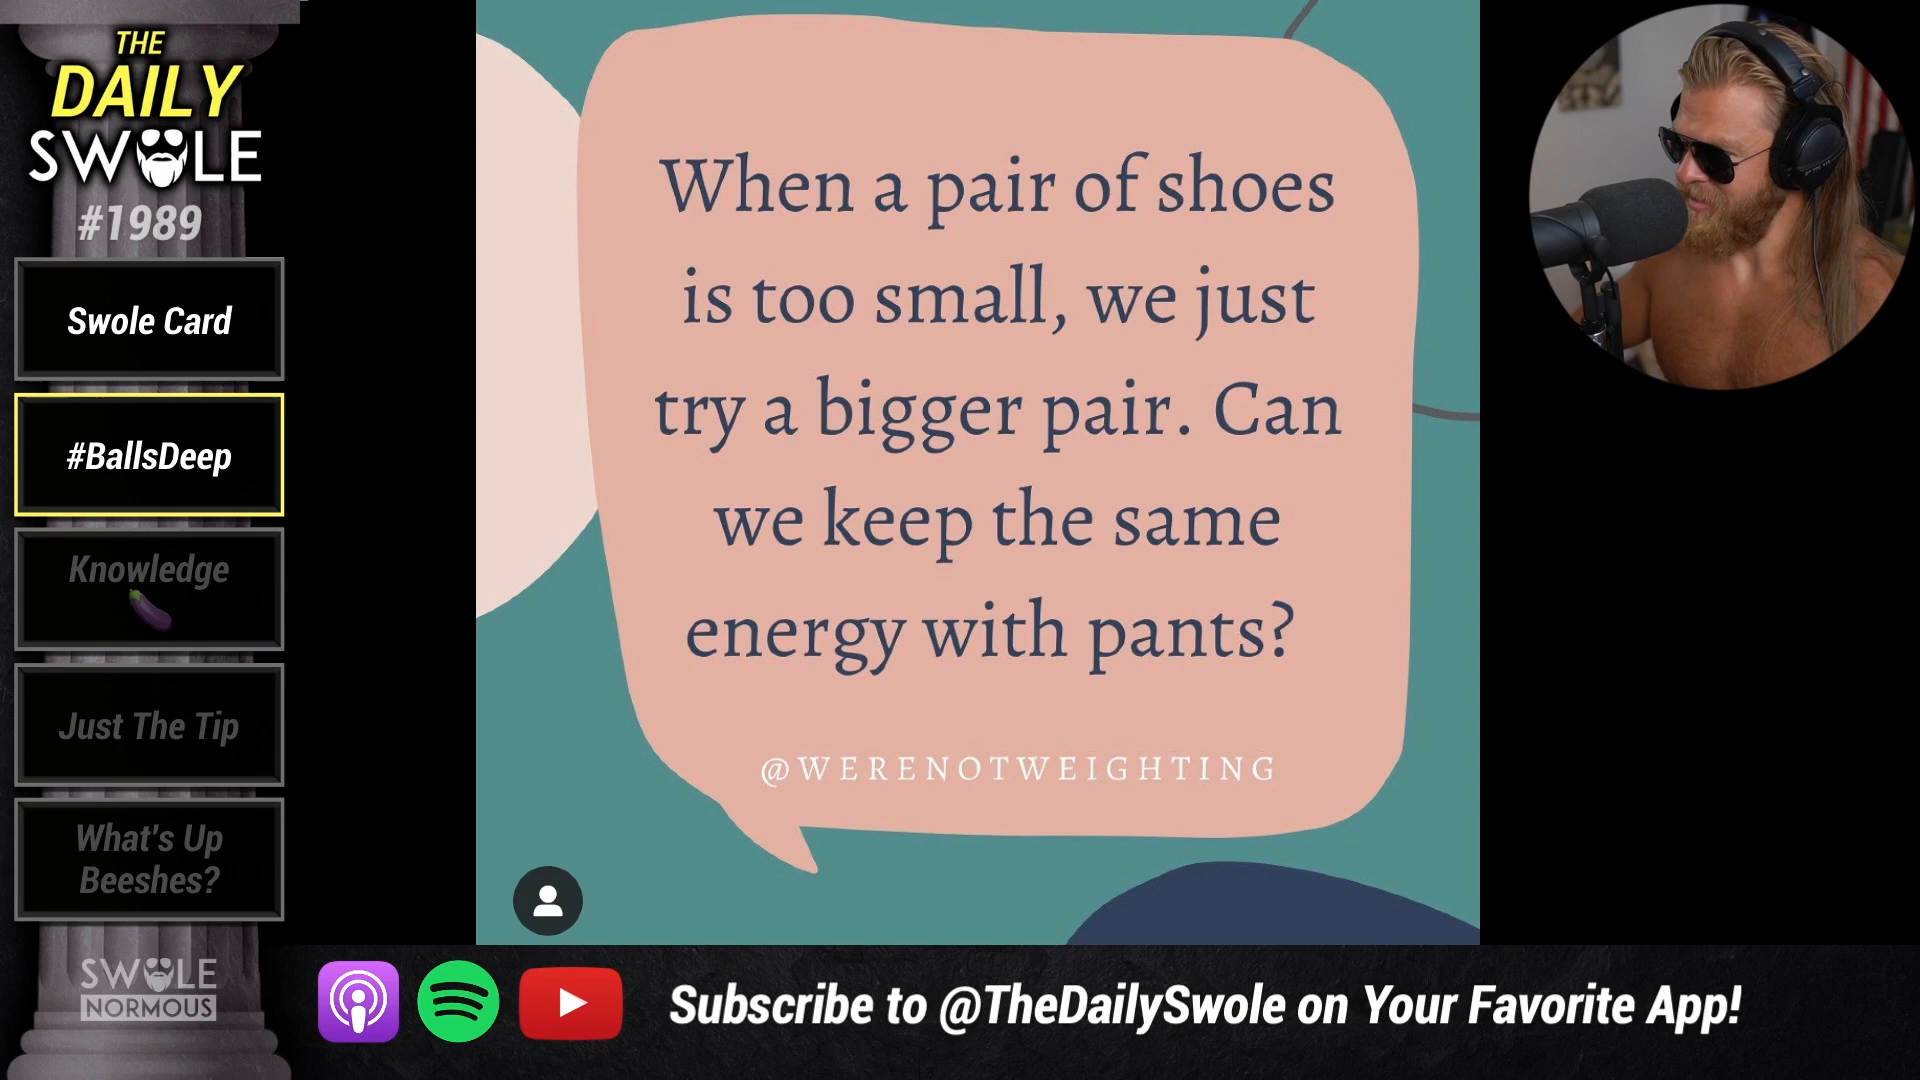 THE
DAILY
SWOLE
#1989
Swole Card
#BallsDeep
Knowledge
Just The Tip
What's Up
Beeshes?
SWOLE
NORMOUS
When a pair of shoes
is too small, we just
try a bigger pair. Can
we keep the same
energy with pants?
@WERENOTWEIGHTING
Subscribe to @TheDailySwole on Your Favorite App!